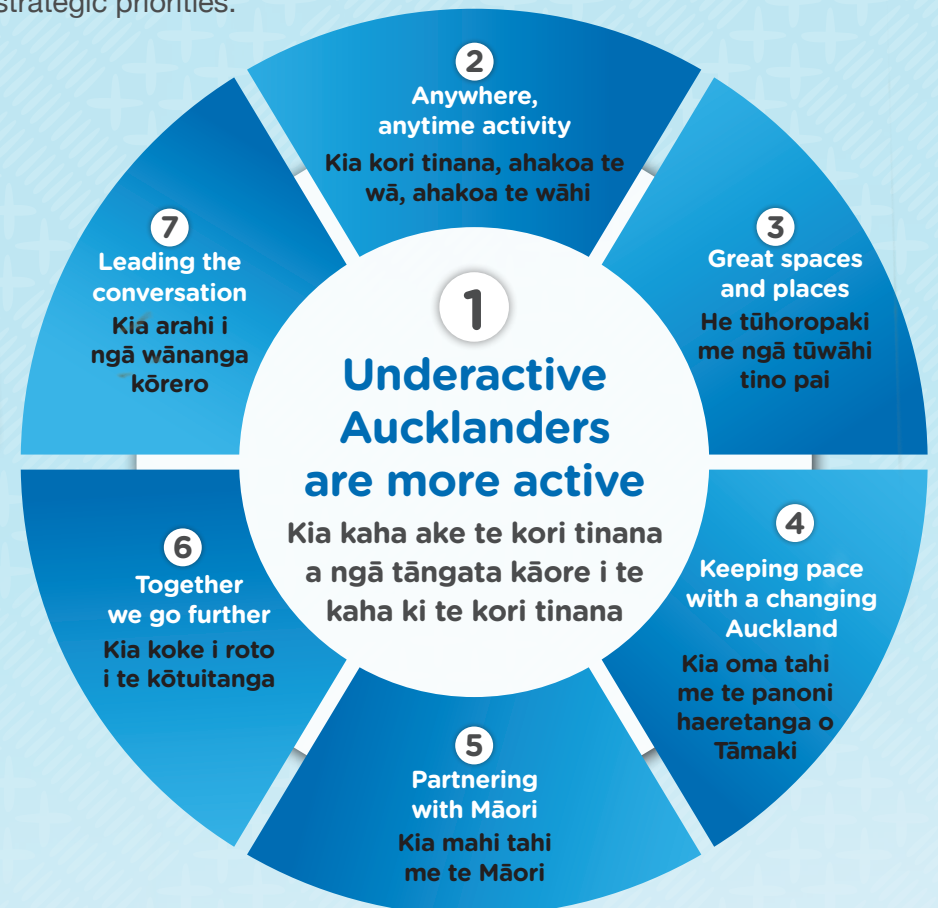 strategic priorities.
1
Underactive
Aucklanders
are more active
Kia kaha ake te kori tinana
a ngā tāngata kāore i te
kaha ki te kori tinana
2
Anywhere,
anytime activity
Kia kori tinana, ahakoa te
wā, ahakoa te wāhi
3
Great spaces
and places
He tūhoropaki
me ngā tūwāhi
tino pai
4
Keeping pace
with a changing
Auckland
Kia oma tahi
me te panoni
haeretanga o
Tāmaki
5
Partnering
with Māori
Kia mahi tahi
me te Māori
6
Together
we go further
Kia koke i roto
i te kōtuitanga
7
Leading the
conversation
Kia arahi i
ngā wānanga
kōrero